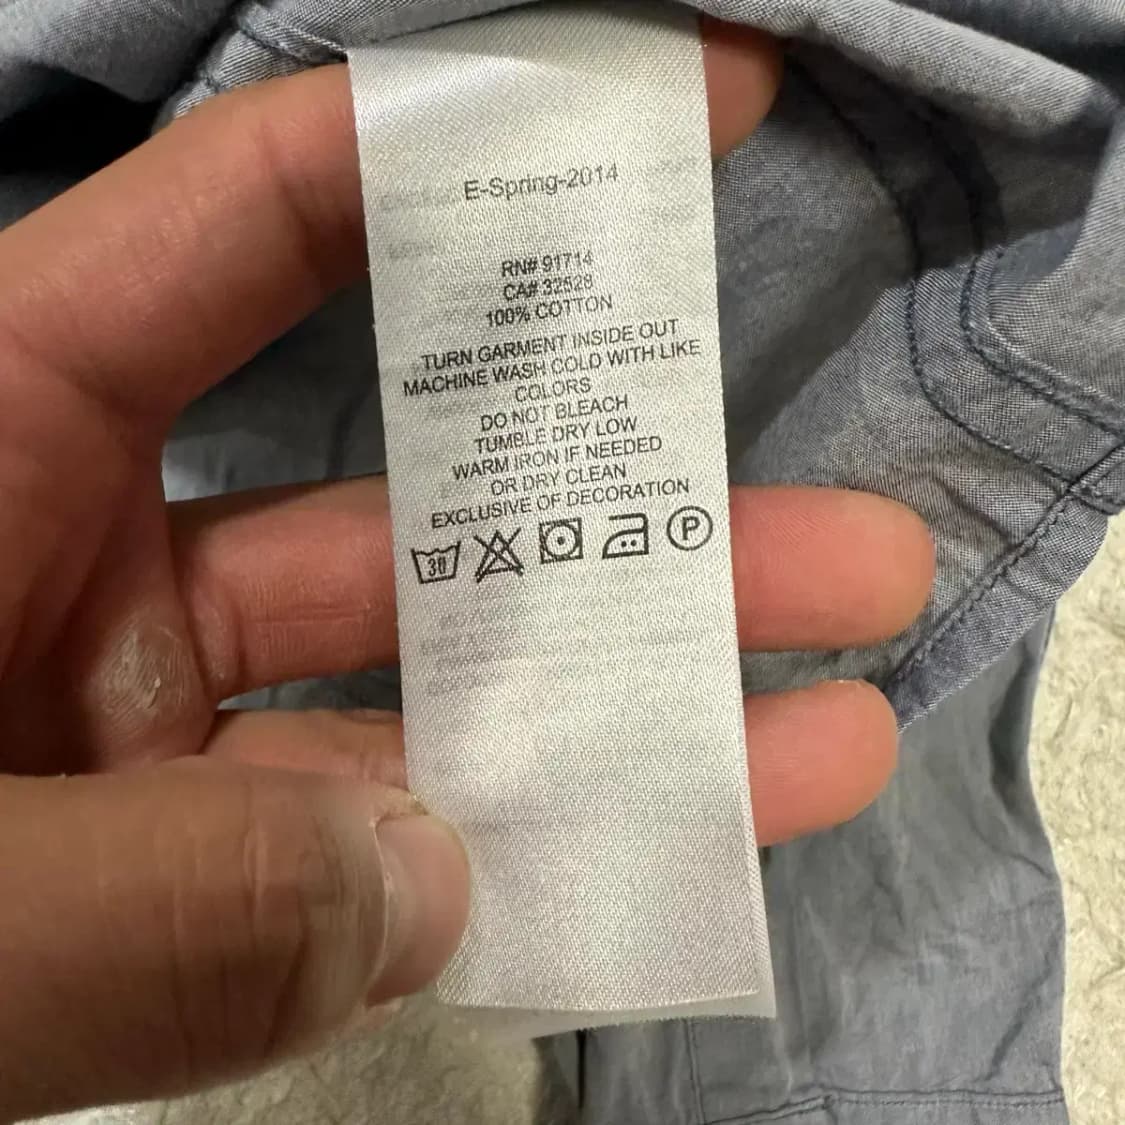 E-Spring-2014
RN# 91714
CA# 32528
100% COTTON
TURN GARMENT INSIDE OUT
MACHINE WASH COLD WITH LIKE
COLORS
DO NOT BLEACH
TUMBLE DRY LOW
WARM IRON IF NEEDED
OR DRY CLEAN
EXCLUSIVE OF DECORATION
30 P